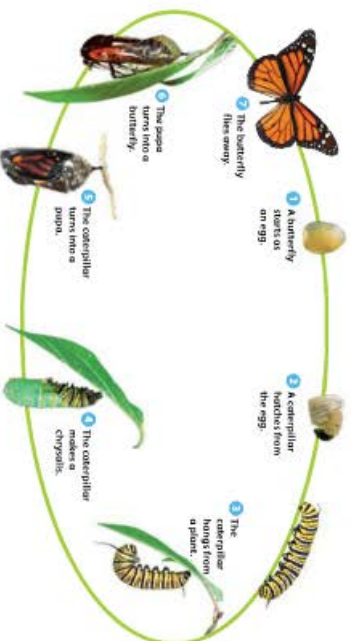 1 A butterfly
starts as
an egg.
2 A caterpillar
hatches from
the egg.
3 The
caterpillar
hangs from
a plant.
4 The caterpillar
makes a
chrysalis.
5 The caterpillar
turns into a
pupa.
6 The pupa
turns into a
butterfly.
7 The butterfly
flies away.